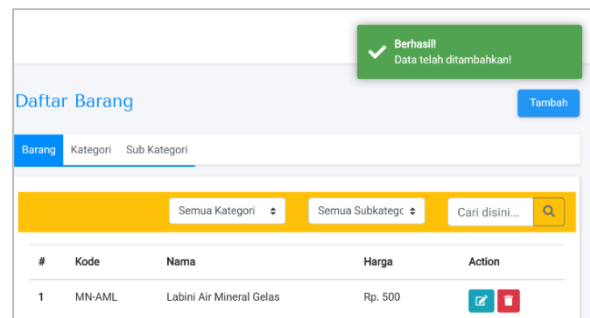 Berhasil!
Data telah ditambahkan!
Daftar Barang
Tambah
Barang Kategori Sub Kategori
Semua Kategori Semua Subkategc Cari disini...
# Kode Nama Harga Action
1 MN-AML Labini Air Mineral Gelas Rp. 500